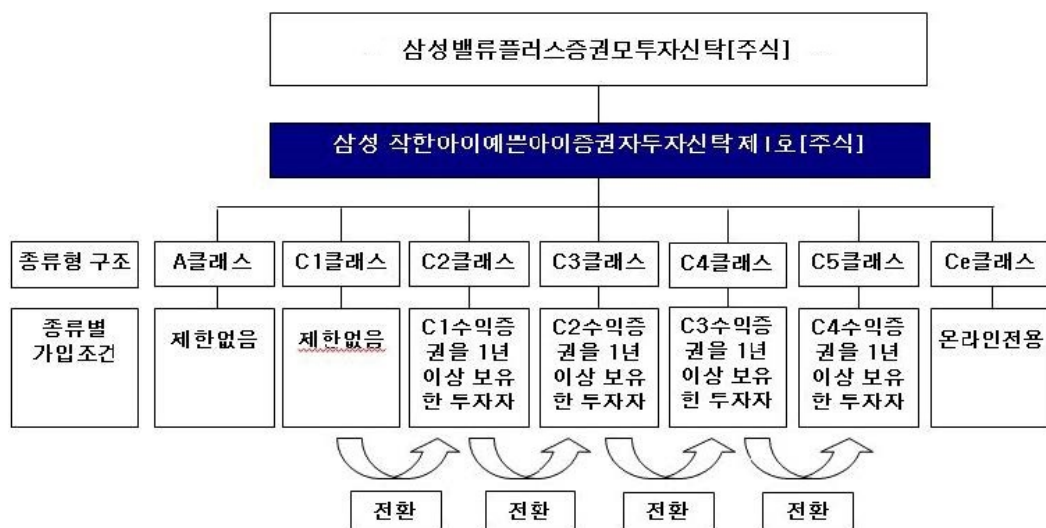 삼성밸류플러스증권모투자신탁[주식]
삼성 착한아이예쁜아이증권자투자신탁 제1호[주식]
종류형 구조
A클래스
C1클래스
C2클래스
C3클래스
C4클래스
C5클래스
Ce클래스
종류별
가입조건
제한없음
제한없음
C1수익증
권을 1년
이상 보유
한 투자자
C2수익증
권을 1년
이상 보유
한 투자자
C3수익증
권을 1년
이상 보유
힌 투자자
C4수익증
권을 1년
이상 보유
한 투자자
온라인전용
전환
전환
전환
전환